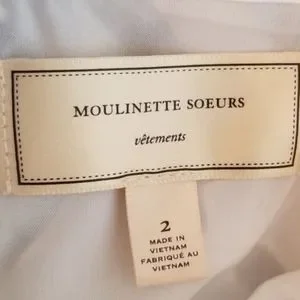 MOULINETTE SOEURS
vêtements
2
MADE IN
VIETNAM
FABRIQUÉ AU
VIETNAM